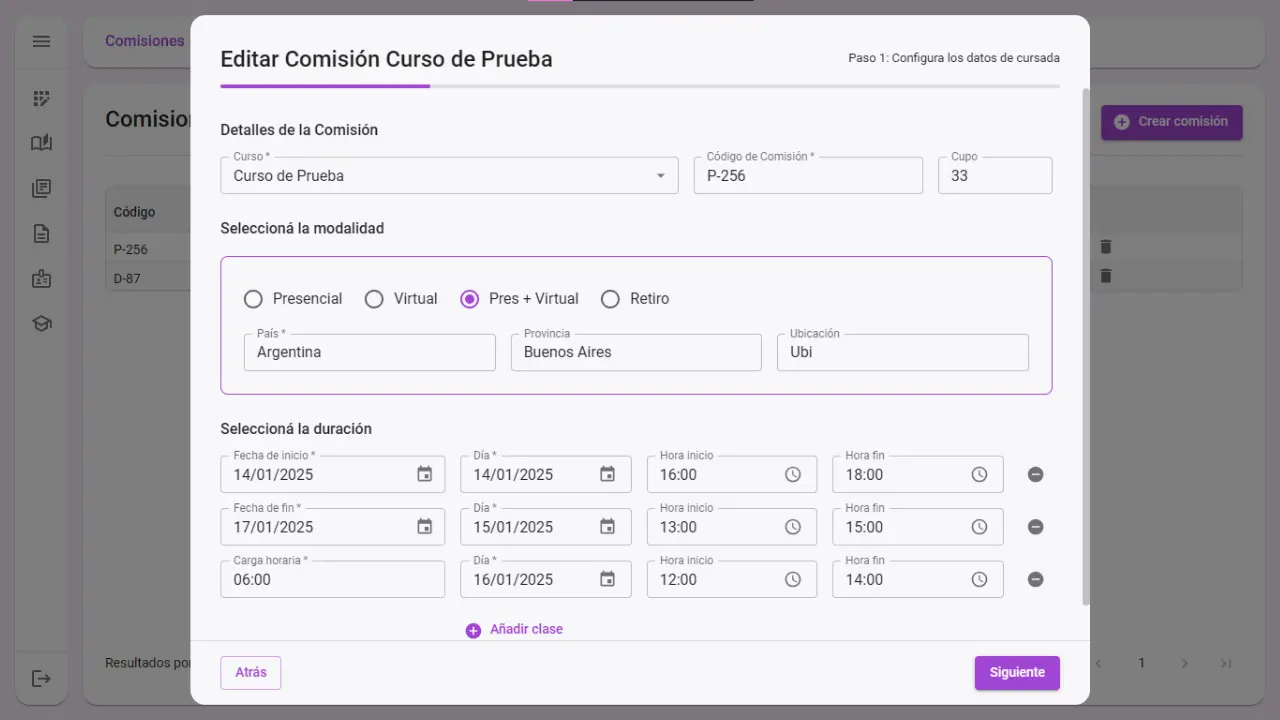 Comisiones
Editar Comisión Curso de Prueba
Paso 1: Configura los datos de cursada
Comision
Crear comisión
Detalles de la Comisión
Curso *
Curso de Prueba
Código de Comisión *
P-256
Cupo
33
Código
P-256
D-87
Seleccioná la modalidad
Presencial
Virtual
Pres + Virtual
Retiro
País *
Argentina
Provincia
Buenos Aires
Ubicación
Ubi
Seleccioná la duración
Fecha de inicio *
14/01/2025
Día *
14/01/2025
Hora inicio
16:00
Hora fin
18:00
Fecha de fin *
17/01/2025
Día *
15/01/2025
Hora inicio
13:00
Hora fin
15:00
Carga horaria *
06:00
Día *
16/01/2025
Hora inicio
12:00
Hora fin
14:00
Añadir clase
Resultados por
1
Atrás
Siguiente